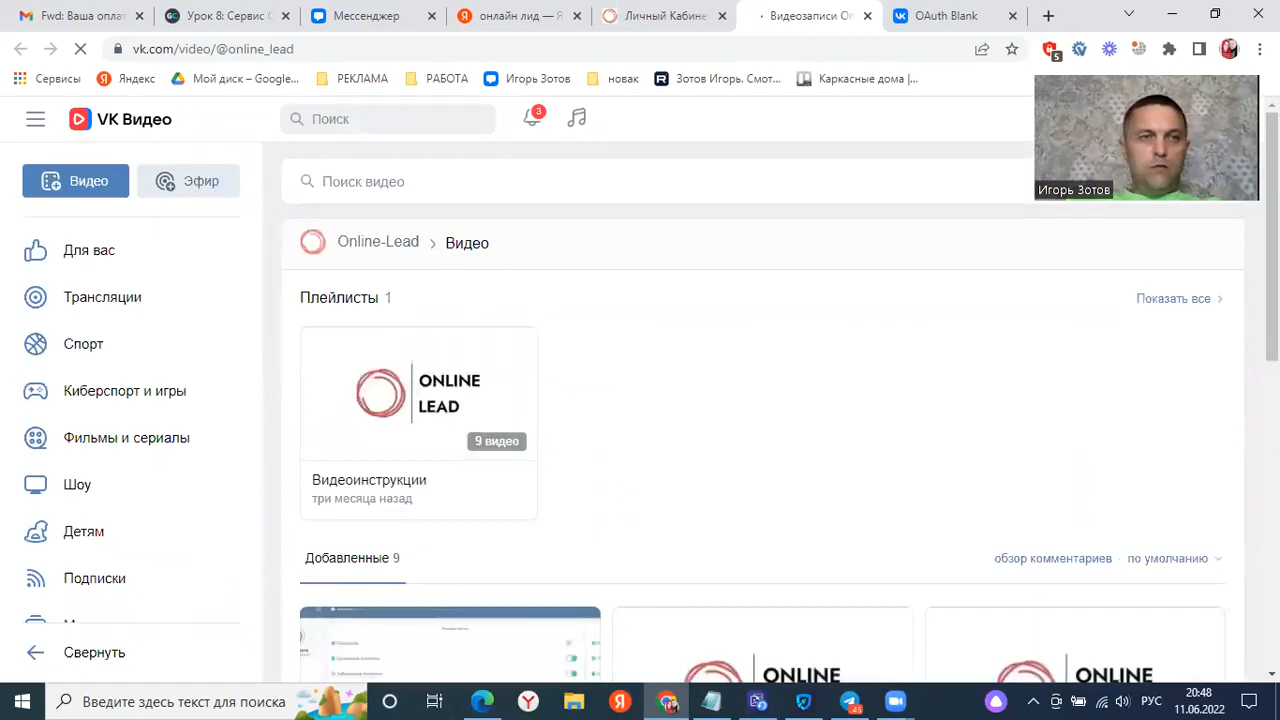 Fwd: Ваша оплат
Урок 8: Сервис С
Мессенджер
онлайн лид — Я
Личный Кабине
Видеозаписи On
OAuth Blank
vk.com/video/@online_lead
5
Сервисы
Яндекс
Мой диск – Google...
РЕКЛАМА
РАБОТА
Игорь Зотов
новак
Зотов Игорь. Смот...
Каркасные дома |...
VK Видео
Поиск
3
Видео
Эфир
Поиск видео
Игорь Зотов
Для вас
Трансляции
Спорт
Киберспорт и игры
Фильмы и сериалы
Шоу
Детям
Подписки
Свернуть
Online-Lead
Видео
Плейлисты 1
Показать все
ONLINE
LEAD
9 видео
Видеоинструкции
три месяца назад
Добавленные 9
обзор комментариев · по умолчанию
ONLINE
ONLINE
Введите здесь текст для поиска
45
РУС
20:48
11.06.2022